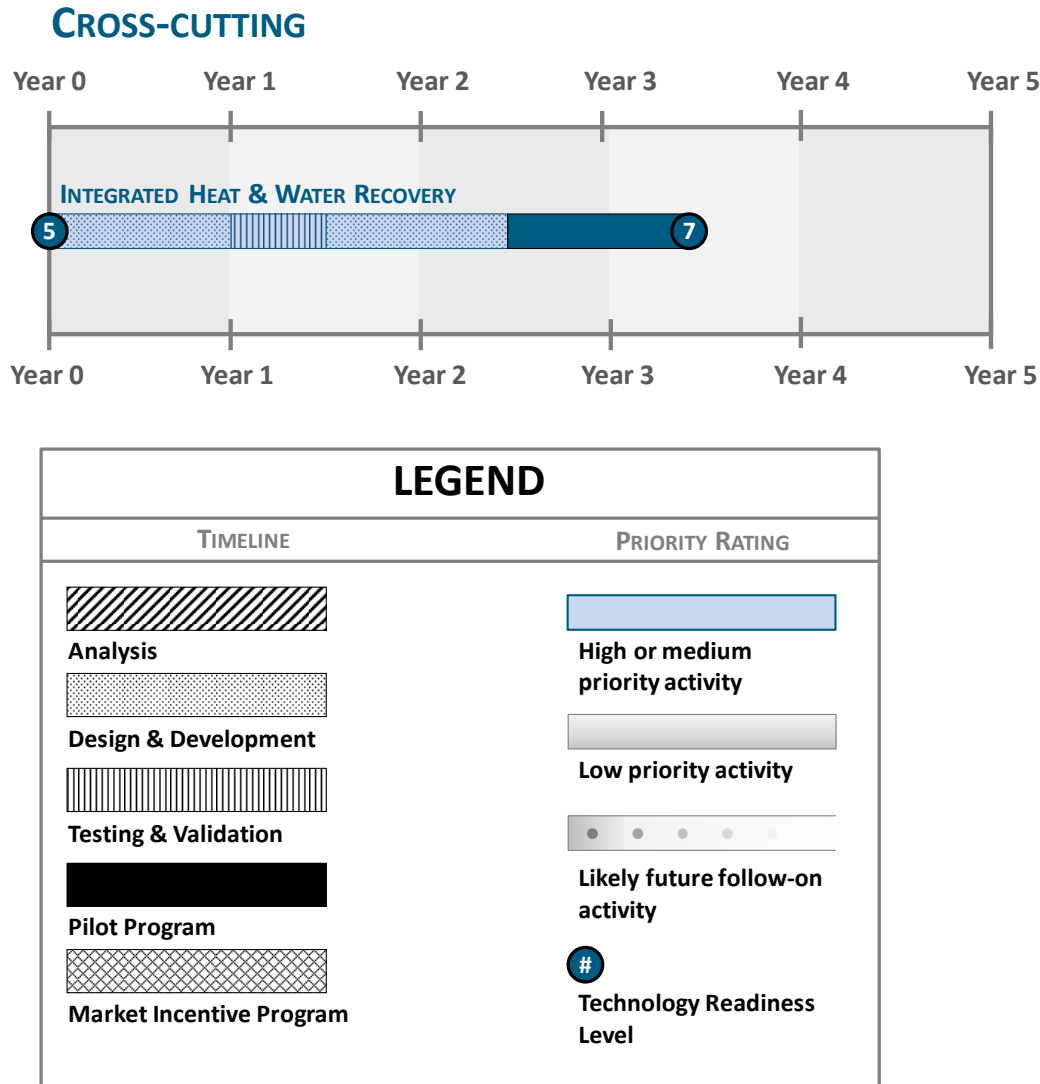 CROSS-CUTTING
Year 0 Year 1 Year 2 Year 3 Year 4 Year 5
INTEGRATED HEAT & WATER RECOVERY
5 7
Year 0 Year 1 Year 2 Year 3 Year 4 Year 5
LEGEND
TIMELINE
PRIORITY RATING
Analysis
Design & Development
Testing & Validation
Pilot Program
Market Incentive Program
High or medium
priority activity
Low priority activity
Likely future follow-on
activity
#
Technology Readiness
Level